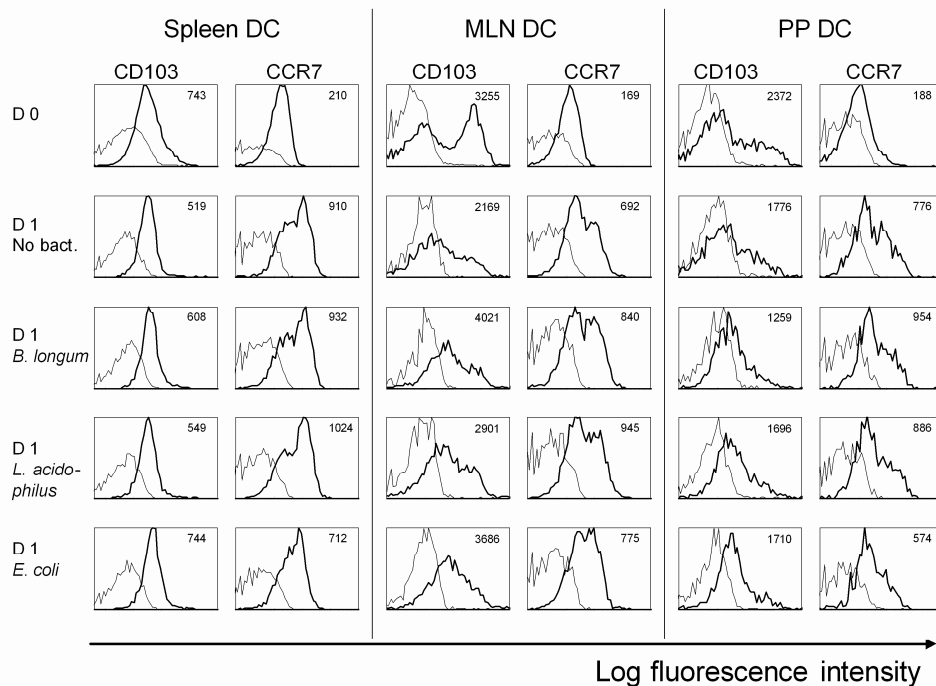 Spleen DC MLN DC PP DC
CD103 CCR7 CD103 CCR7 CD103 CCR7
D 0 743 210 3255 169 2372 188
D 1
No bact. 519 910 2169 692 1776 776
D 1
B. longum 608 932 4021 840 1259 954
D 1
L. acido-
philus 549 1024 2901 945 1696 886
D 1
E. coli 744 712 3686 775 1710 574
Log fluorescence intensity